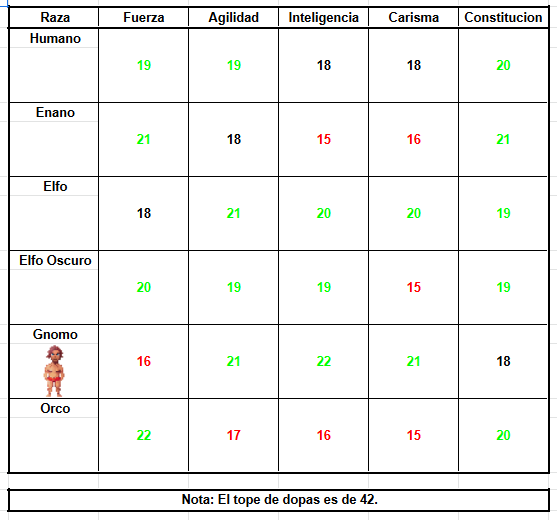 Raza Fuerza Agilidad Inteligencia Carisma Constitucion
Humano
19 19 18 18 20
Enano
21 18 15 16 21
Elfo
18 21 20 20 19
Elfo Oscuro
20 19 19 15 19
Gnomo
16 21 22 21 18
Orco
22 17 16 15 20
Nota: El tope de dopas es de 42.